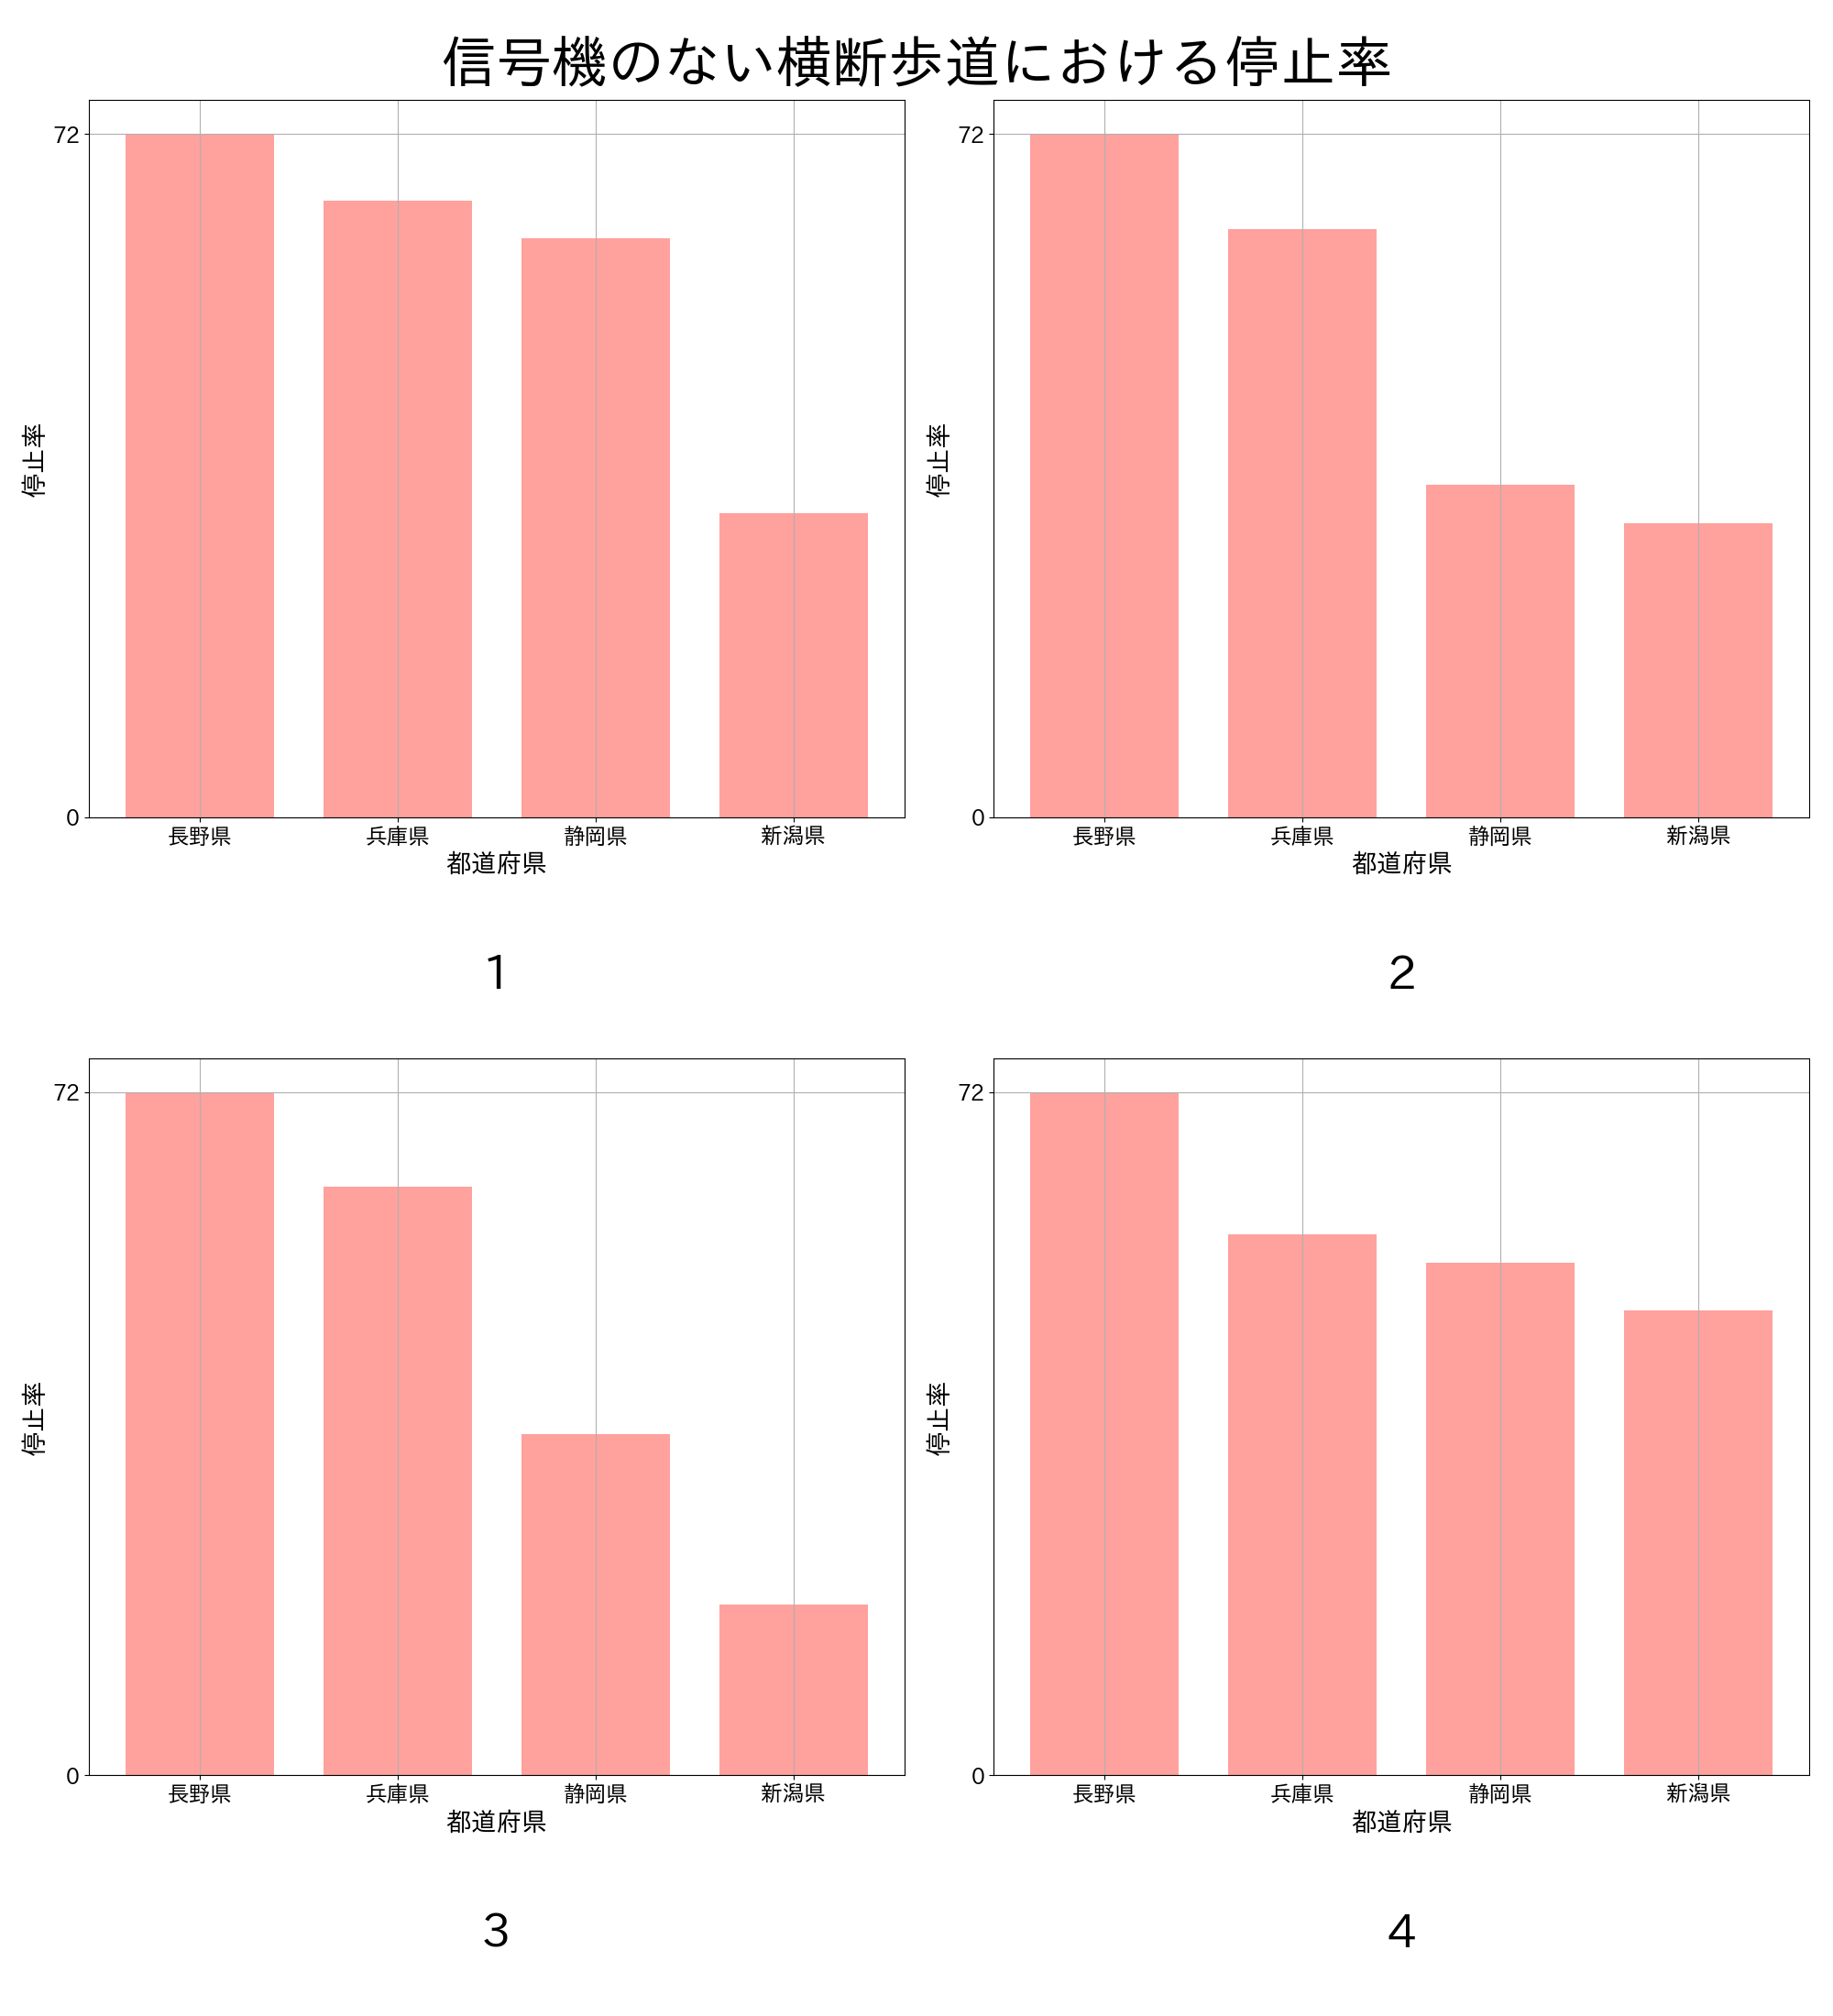 信号機のない横断歩道における停止率
72
停止率
0
長野県 兵庫県 静岡県 新潟県
都道府県
1
72
停止率
0
長野県 兵庫県 静岡県 新潟県
都道府県
2
72
停止率
0
長野県 兵庫県 静岡県 新潟県
都道府県
3
72
停止率
0
長野県 兵庫県 静岡県 新潟県
都道府県
4